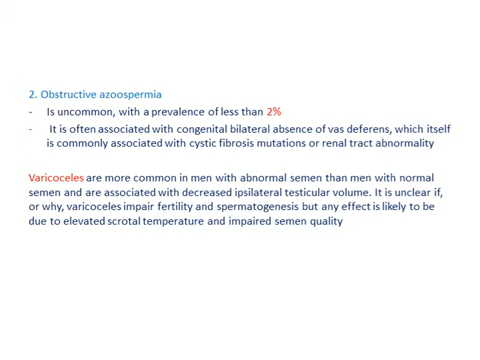 2. Obstructive azoospermia
- Is uncommon, with a prevalence of less than 2%
- It is often associated with congenital bilateral absence of vas deferens, which itself
is commonly associated with cystic fibrosis mutations or renal tract abnormality
Varicoceles are more common in men with abnormal semen than men with normal
semen and are associated with decreased ipsilateral testicular volume. It is unclear if,
or why, varicoceles impair fertility and spermatogenesis but any effect is likely to be
due to elevated scrotal temperature and impaired semen quality